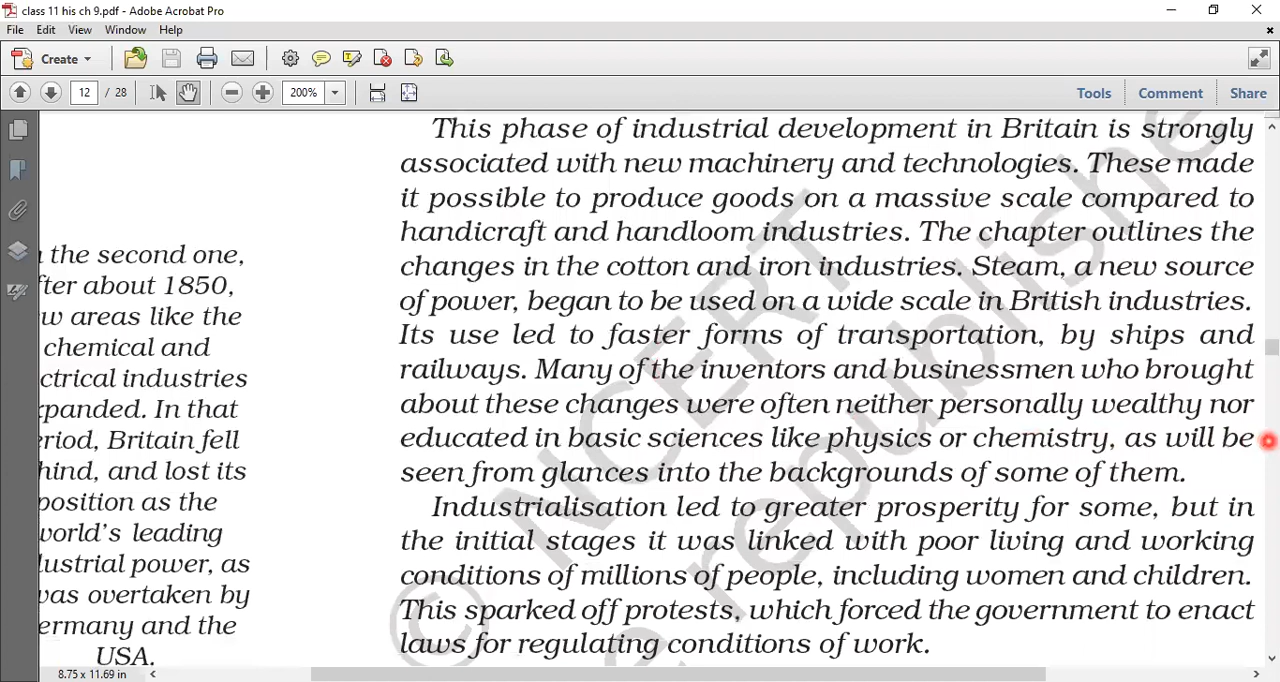 class 11 his ch 9.pdf - Adobe Acrobat Pro
File Edit View Window Help
Create
12 / 28
200%
Tools Comment Share
This phase of industrial development in Britain is strongly
associated with new machinery and technologies. These made
it possible to produce goods on a massive scale compared to
handicraft and handloom industries. The chapter outlines the
changes in the cotton and iron industries. Steam, a new source
of power, began to be used on a wide scale in British industries.
Its use led to faster forms of transportation, by ships and
railways. Many of the inventors and businessmen who brought
about these changes were often neither personally wealthy nor
educated in basic sciences like physics or chemistry, as will be
seen from glances into the backgrounds of some of them.
Industrialisation led to greater prosperity for some, but in
the initial stages it was linked with poor living and working
conditions of millions of people, including women and children.
This sparked off protests, which forced the government to enact
laws for regulating conditions of work.
the second one,
fter about 1850,
w areas like the
chemical and
ctrical industries
xpanded. In that
eriod, Britain fell
hind, and lost its
position as the
world's leading
dustrial power, as
was overtaken by
ermany and the
USA.
© NCERT
be republishe
8.75 x 11.69 in